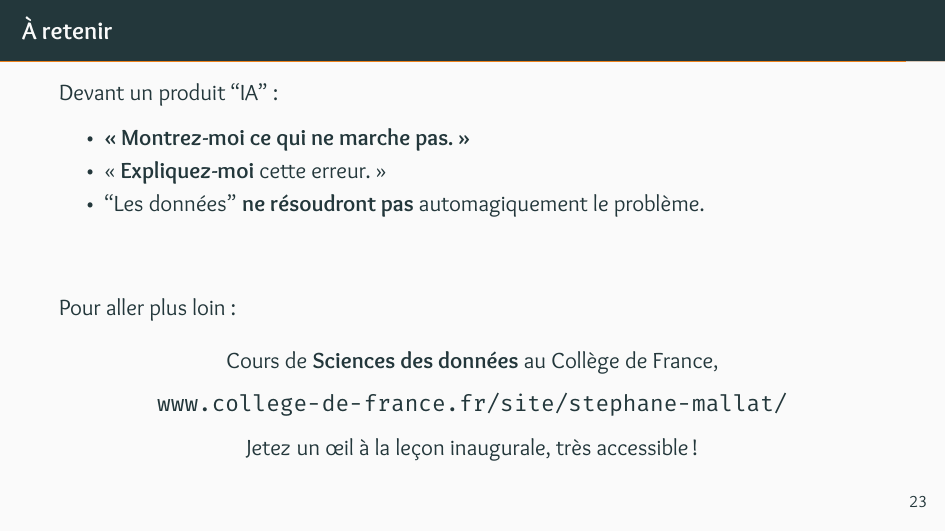 À retenir
Devant un produit “IA” :
• « Montrez-moi ce qui ne marche pas. »
• « Expliquez-moi cette erreur. »
• “Les données” ne résoudront pas automagiquement le problème.
Pour aller plus loin :
Cours de Sciences des données au Collège de France,
www.college-de-france.fr/site/stephane-mallat/
Jetez un œil à la leçon inaugurale, très accessible !
23